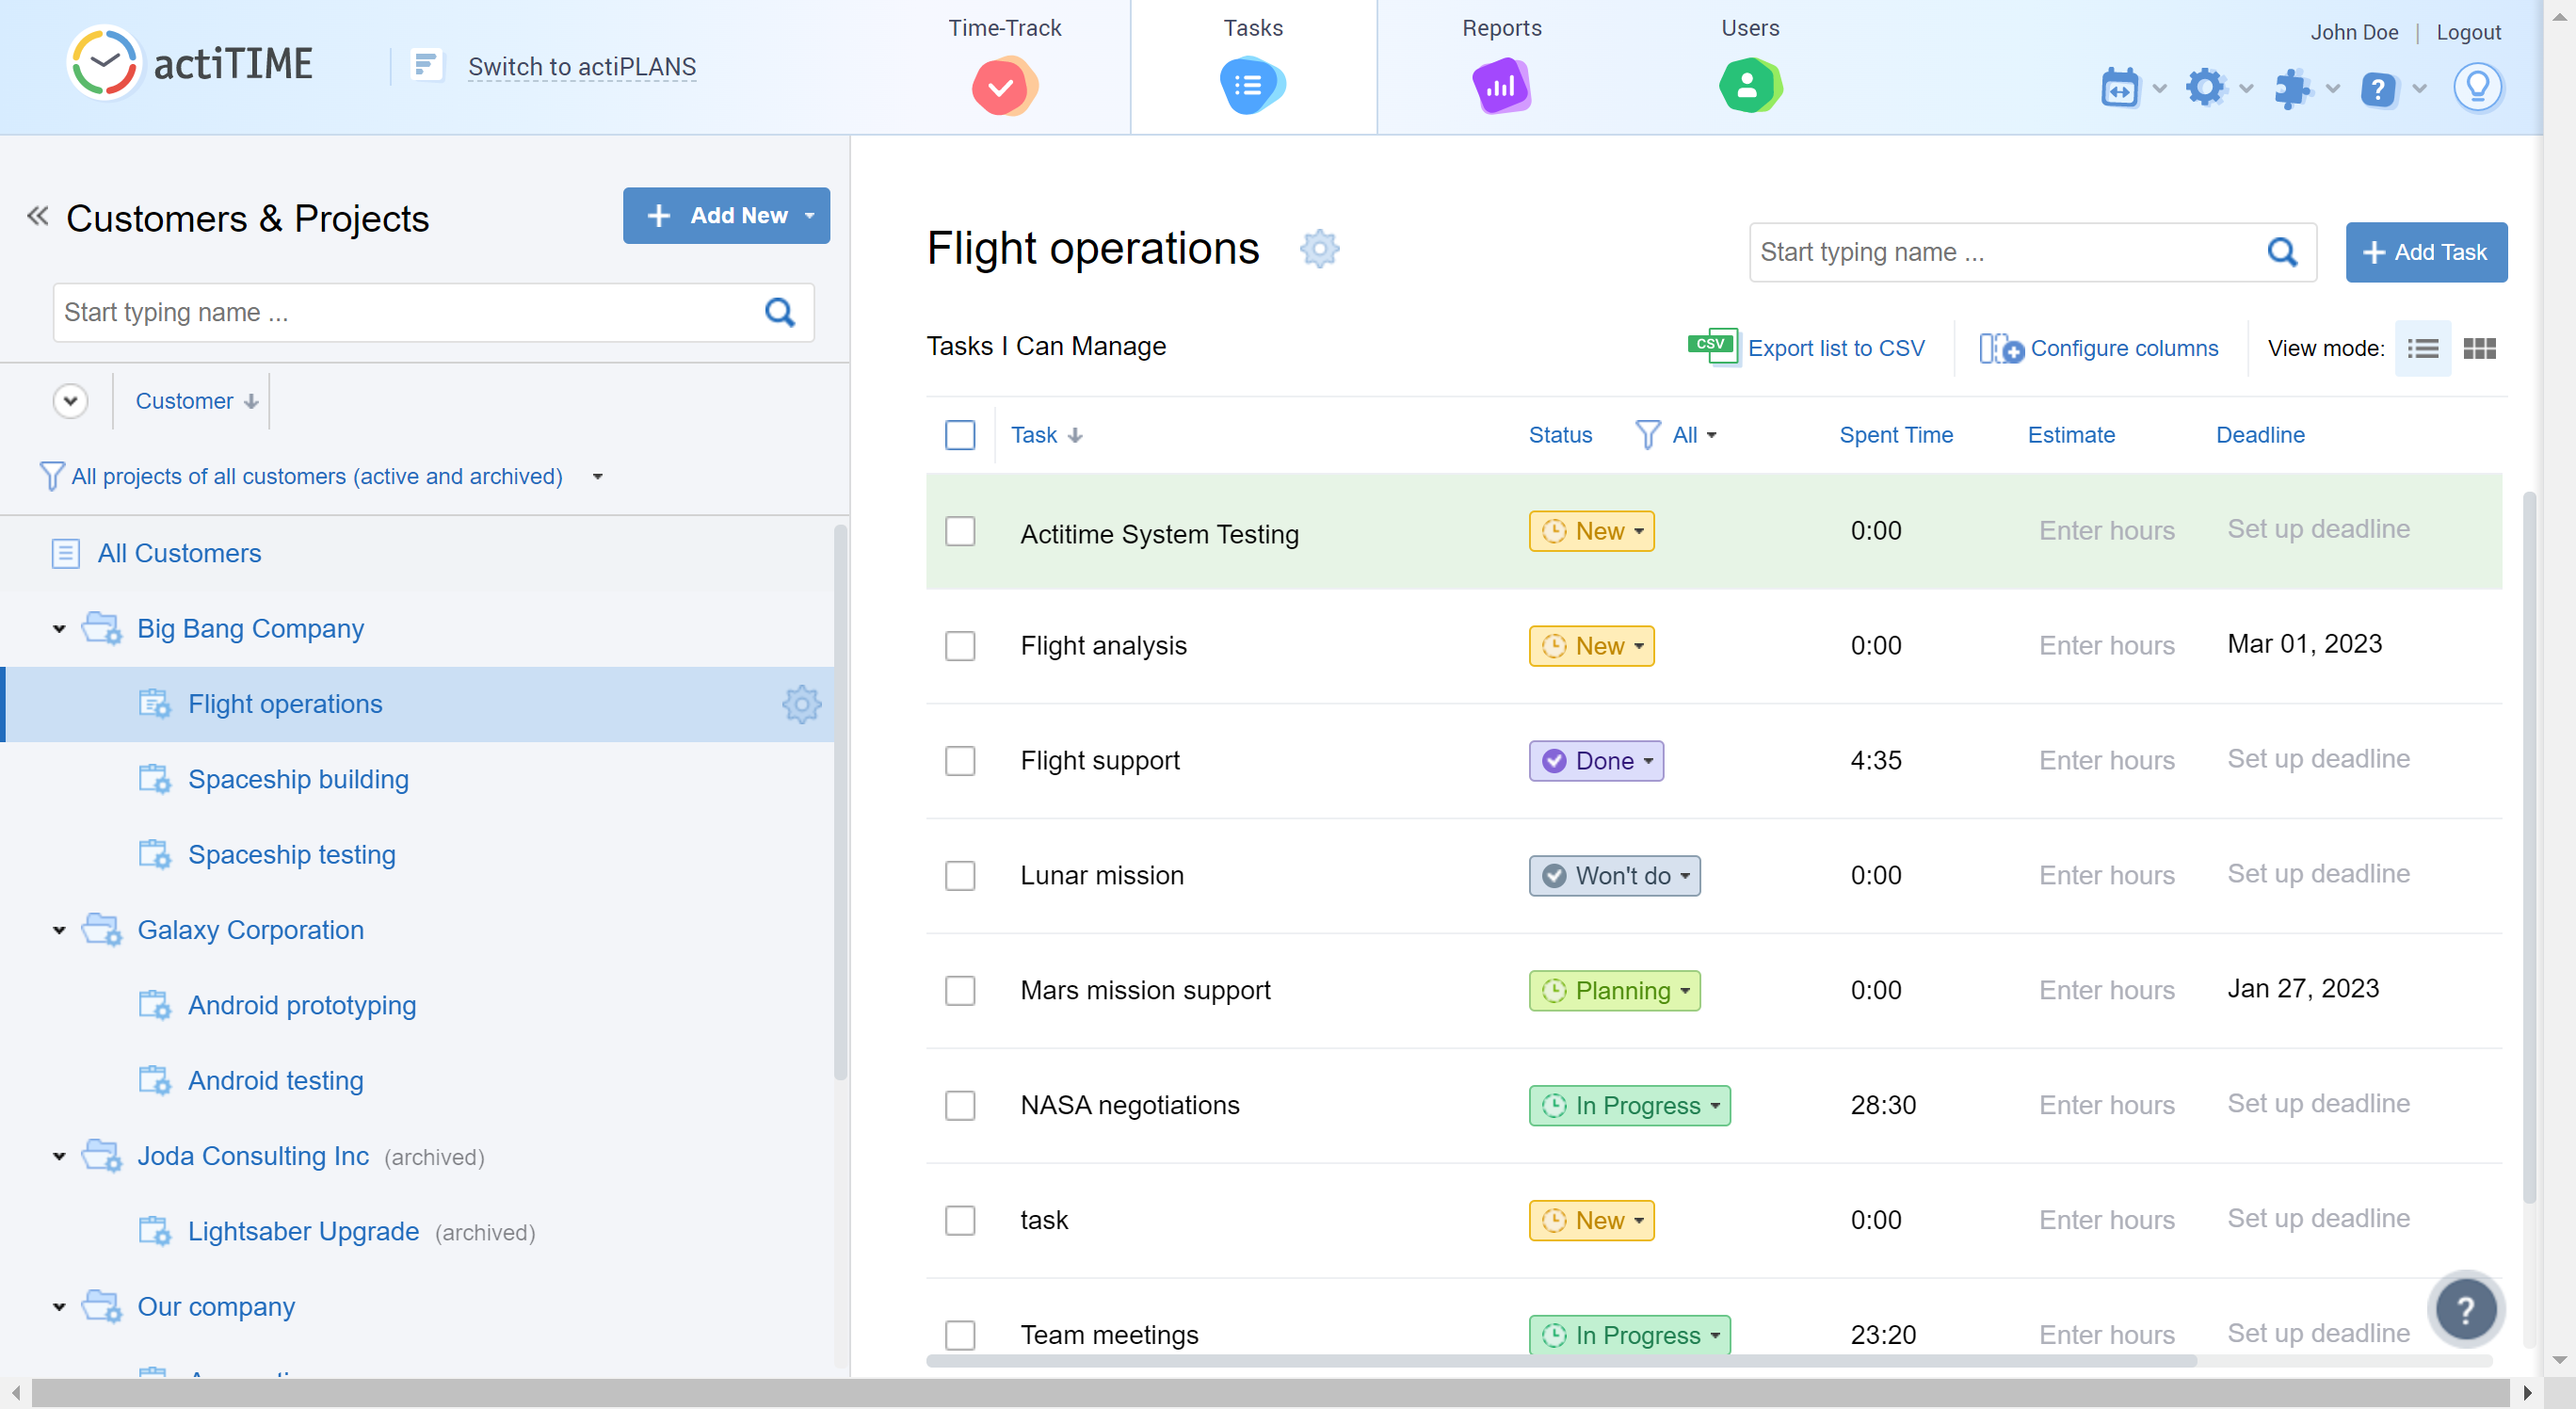 Time-Track
Tasks
Reports
Users
John Doe | Logout
actiTIME
Switch to actiPLANS
Customers & Projects
Add New
Start typing name ...
Customer
All projects of all customers (active and archived)
All Customers
Big Bang Company
Flight operations
Spaceship building
Spaceship testing
Galaxy Corporation
Android prototyping
Android testing
Joda Consulting Inc (archived)
Lightsaber Upgrade (archived)
Our company
Flight operations
Start typing name ...
Add Task
Tasks I Can Manage
CSV Export list to CSV
Configure columns
View mode:
Task Status All Spent Time Estimate Deadline
Actitime System Testing New 0:00 Enter hours Set up deadline
Flight analysis New 0:00 Enter hours Mar 01, 2023
Flight support Done 4:35 Enter hours Set up deadline
Lunar mission Won't do 0:00 Enter hours Set up deadline
Mars mission support Planning 0:00 Enter hours Jan 27, 2023
NASA negotiations In Progress 28:30 Enter hours Set up deadline
task New 0:00 Enter hours Set up deadline
Team meetings In Progress 23:20 Enter hours Set up deadline
?